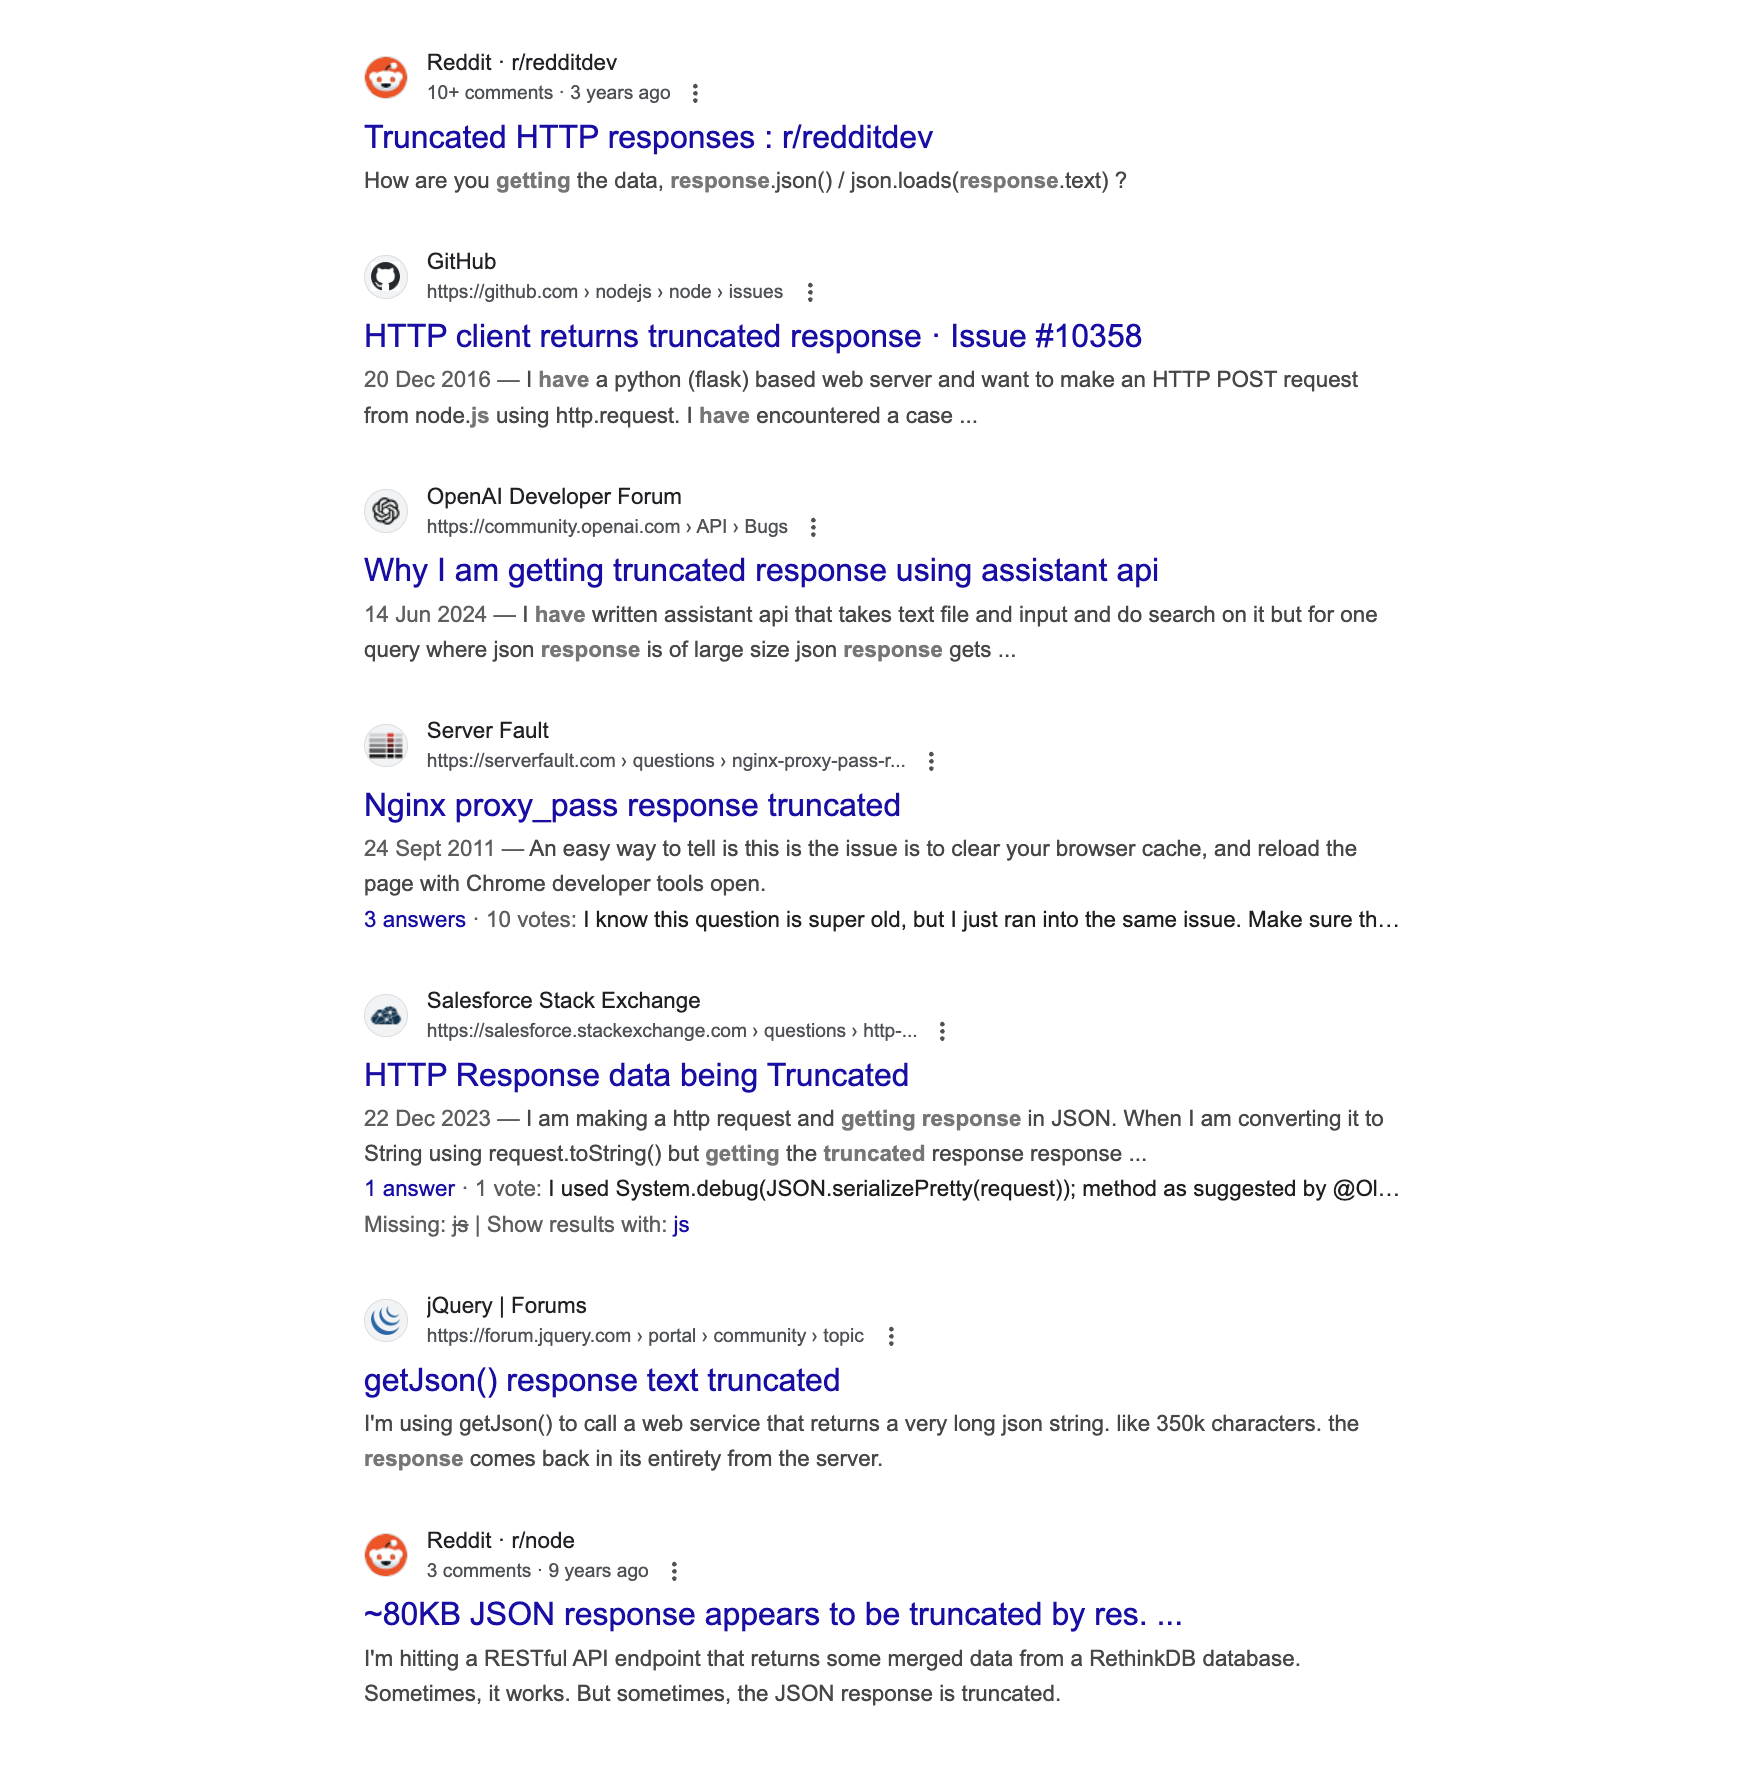 Reddit · r/redditdev
10+ comments · 3 years ago
Truncated HTTP responses : r/redditdev
How are you getting the data, response.json() / json.loads(response.text) ?
GitHub
https://github.com › nodejs › node › issues
HTTP client returns truncated response · Issue #10358
20 Dec 2016 — I have a python (flask) based web server and want to make an HTTP POST request
from node.js using http.request. I have encountered a case ...
OpenAI Developer Forum
https://community.openai.com › API › Bugs
Why I am getting truncated response using assistant api
14 Jun 2024 — I have written assistant api that takes text file and input and do search on it but for one
query where json response is of large size json response gets ...
Server Fault
https://serverfault.com › questions › nginx-proxy-pass-r...
Nginx proxy_pass response truncated
24 Sept 2011 — An easy way to tell is this is the issue is to clear your browser cache, and reload the
page with Chrome developer tools open.
3 answers · 10 votes: I know this question is super old, but I just ran into the same issue. Make sure th...
Salesforce Stack Exchange
https://salesforce.stackexchange.com › questions › http-...
HTTP Response data being Truncated
22 Dec 2023 — I am making a http request and getting response in JSON. When I am converting it to
String using request.toString() but getting the truncated response response ...
1 answer · 1 vote: I used System.debug(JSON.serializePretty(request)); method as suggested by @Ol...
Missing: js | Show results with: js
jQuery | Forums
https://forum.jquery.com › portal › community › topic
getJson() response text truncated
I'm using getJson() to call a web service that returns a very long json string. like 350k characters. the
response comes back in its entirety from the server.
Reddit · r/node
3 comments · 9 years ago
~80KB JSON response appears to be truncated by res. ...
I'm hitting a RESTful API endpoint that returns some merged data from a RethinkDB database.
Sometimes, it works. But sometimes, the JSON response is truncated.